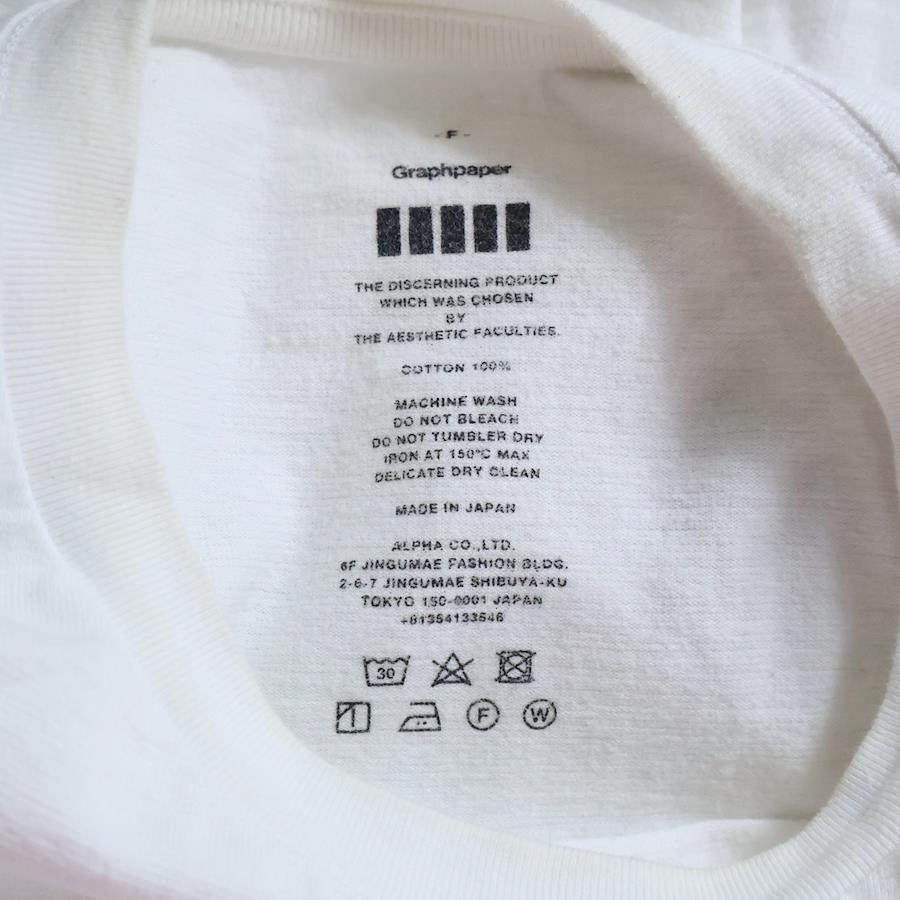 - F -
Graphpaper
THE DISCERNING PRODUCT
WHICH WAS CHOSEN
BY
THE AESTHETIC FACULTIES.
COTTON 100%
MACHINE WASH
DO NOT BLEACH
DO NOT TUMBLER DRY
IRON AT 150°C MAX
DELICATE DRY CLEAN
MADE IN JAPAN
ALPHA CO.,LTD.
6F JINGUMAE FASHION BLDG.
2-6-7 JINGUMAE SHIBUYA-KU
TOKYO 150-0001 JAPAN
+81354133546
30
F W